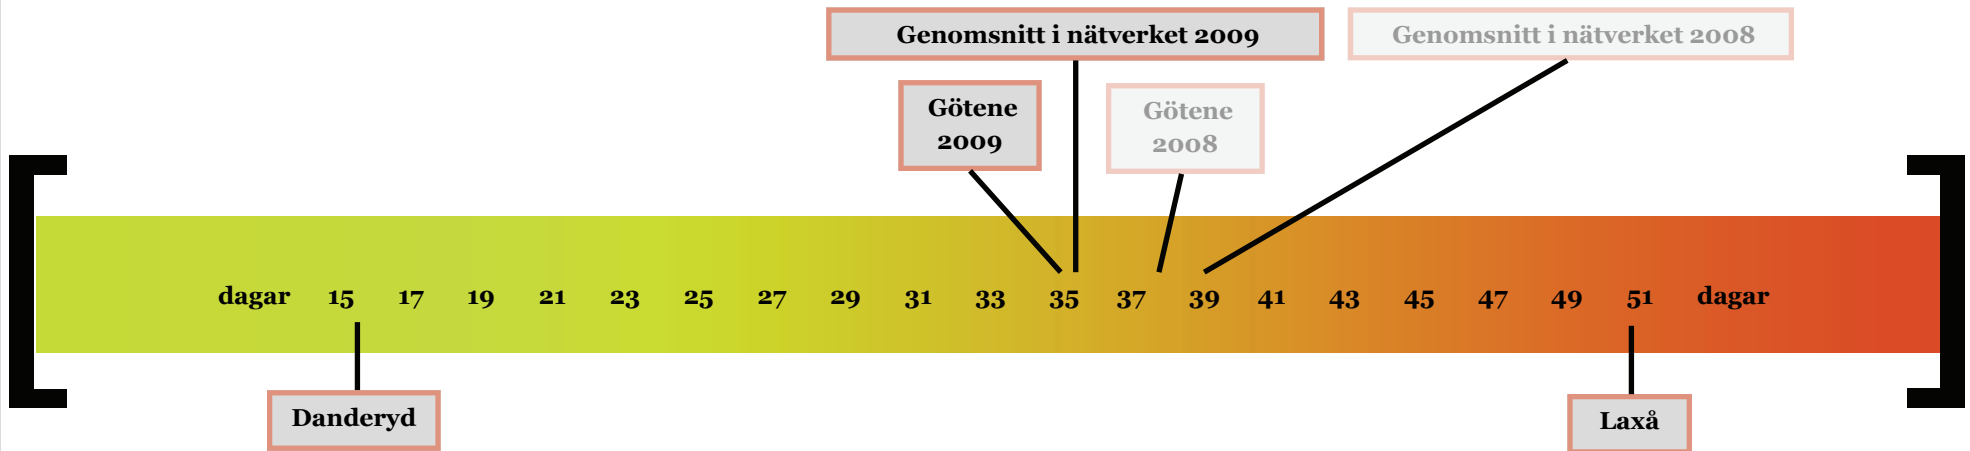 Genomsnitt i nätverket 2009
Genomsnitt i nätverket 2008
Götene
2009
Götene
2008
dagar 15 17 19 21 23 25 27 29 31 33 35 37 39 41 43 45 47 49 51 dagar
Danderyd
Laxå